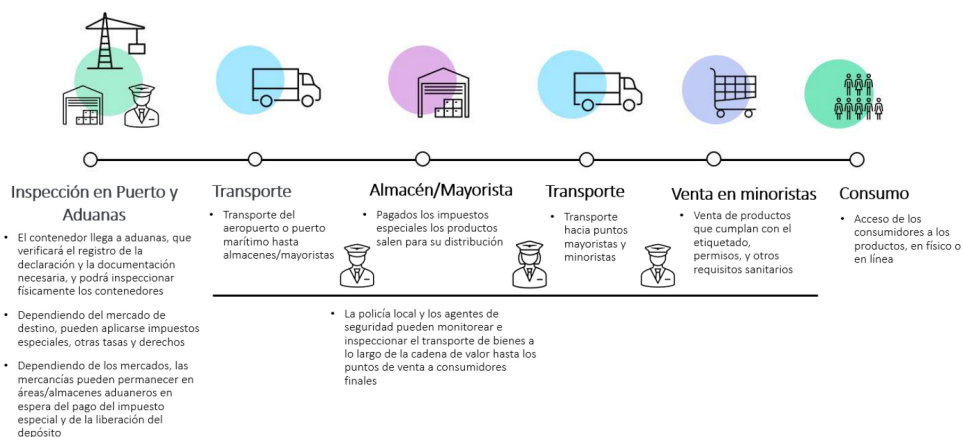 Inspección en Puerto y
Aduanas
• El contenedor llega a aduanas, que
verificará el registro de la
declaración y la documentación
necesaria, y podrá inspeccionar
físicamente los contenedores
• Dependiendo del mercado de
destino, pueden aplicarse impuestos
especiales, otras tasas y derechos
• Dependiendo de los mercados, las
mercancías pueden permanecer en
áreas/almacenes aduaneros en
espera del pago del impuesto
especial y de la liberación del
depósito
Transporte
• Transporte del
aeropuerto o puerto
marítimo hasta
almacenes/mayoristas
Almacén/Mayorista
• Pagados los impuestos
especiales los productos
salen para su distribución
Transporte
• Transporte
hacia puntos
mayoristas y
minoristas
Venta en minoristas
• Venta de productos
que cumplan con el
etiquetado,
permisos, y otros
requisitos sanitarios
Consumo
• Acceso de los
consumidores a los
productos, en físico o
en línea
• La policía local y los agentes de
seguridad pueden monitorear e
inspeccionar el transporte de bienes a
lo largo de la cadena de valor hasta los
puntos de venta a consumidores
finales